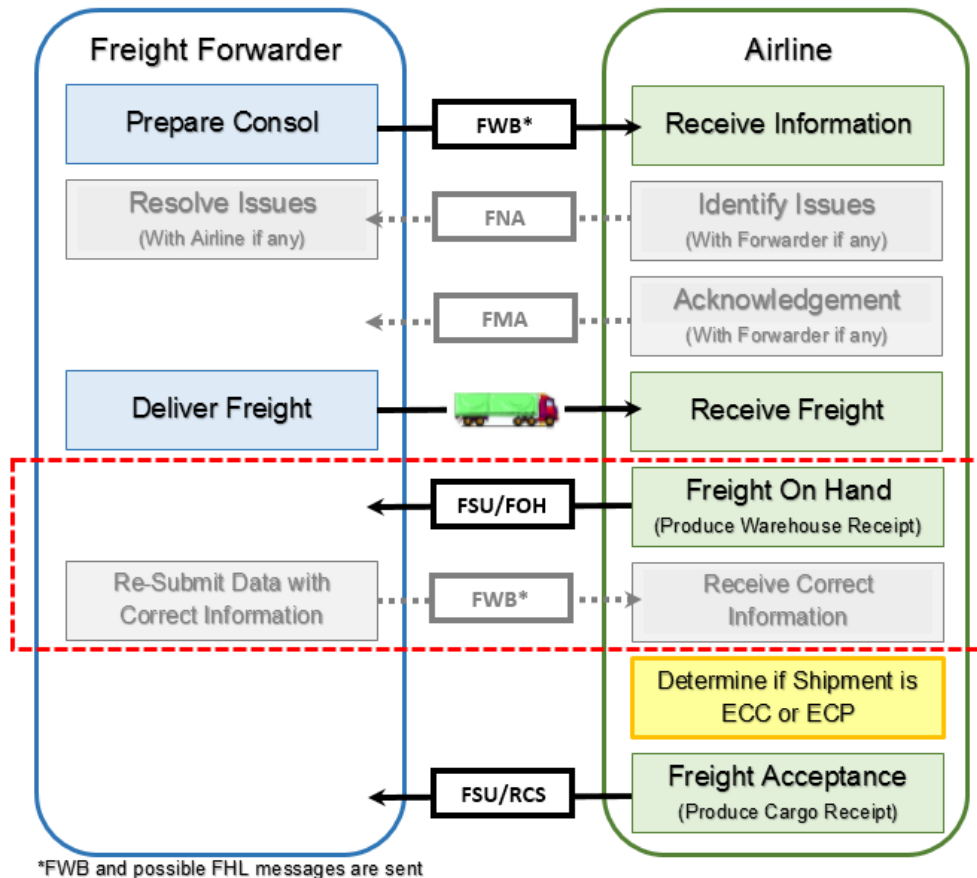 Freight Forwarder
Airline
Prepare Consol
FWB*
Receive Information
Resolve Issues
(With Airline if any)
FNA
Identify Issues
(With Forwarder if any)
FMA
Acknowledgement
(With Forwarder if any)
Deliver Freight
Receive Freight
FSU/FOH
Freight On Hand
(Produce Warehouse Receipt)
Re-Submit Data with
Correct Information
FWB*
Receive Correct
Information
Determine if Shipment is
ECC or ECP
FSU/RCS
Freight Acceptance
(Produce Cargo Receipt)
*FWB and possible FHL messages are sent